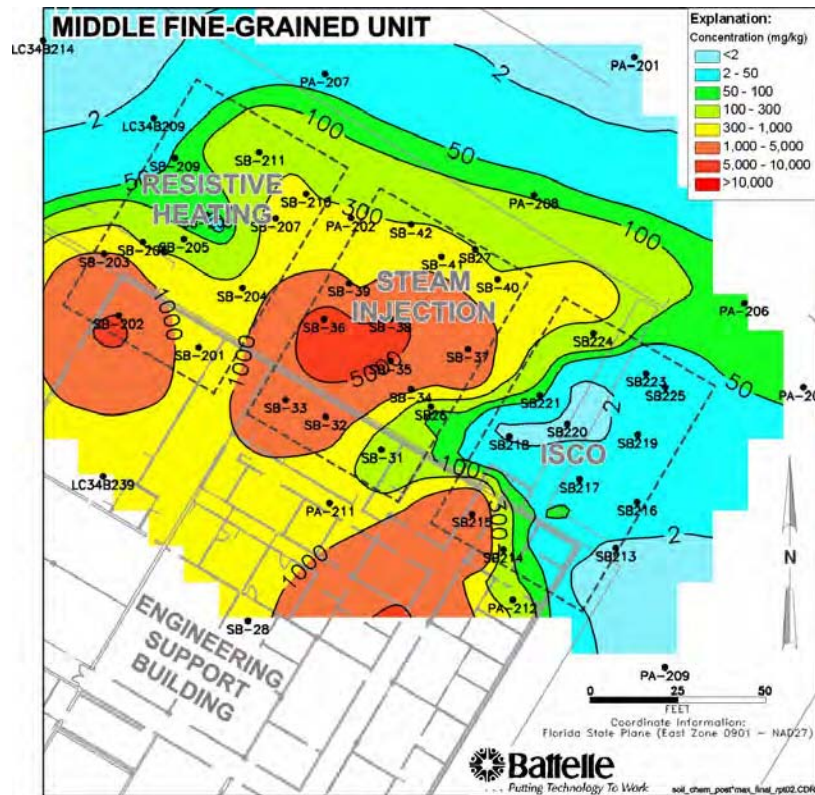 MIDDLE FINE-GRAINED UNIT
Explanation:
Concentration (mg/kg)
<2
2 - 50
50 - 100
100 - 300
300 - 1,000
1,000 - 5,000
5,000 - 10,000
>10,000
LC34B214
PA-207
PA-201
2
2
LC34B209
100
50
SB-209
SB-211
50
RESISTIVE
HEATING
SB-210
PA-208
SB-207
300
PA-202
SB-42
100
SB-205
SB-203
SB27
SB-41
STEAM
INJECTION
SB-40
SB-204
SB-39
1000
PA-206
SB-202
SB-36
SB-38
SB224
SB-201
1000
SB-37
SB-35
5000
SB223
SB225
50
SB-34
SB221
SB-33
SB26
2
SB-32
SB220
SB218
SB219
ISCO
SB-31
100
LC34B239
SB217
PA-211
300
SB216
SB215
N
SB214
SB213
2
1000
PA-212
ENGINEERING
SUPPORT
BUILDING
SB-28
PA-209
0 25 50
FEET
Coordinate Information:
Florida State Plane (East Zone 0901 - NAD27)
Battelle
... Putting Technology To Work